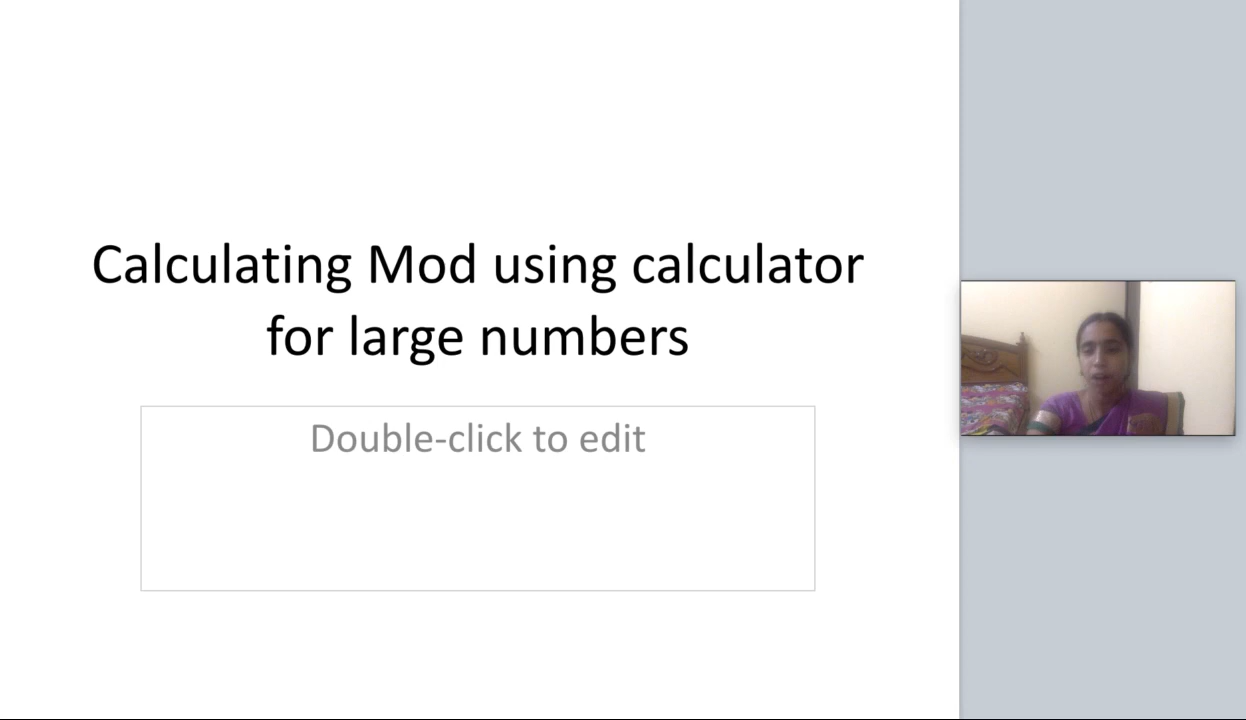 Calculating Mod using calculator
for large numbers
Double-click to edit